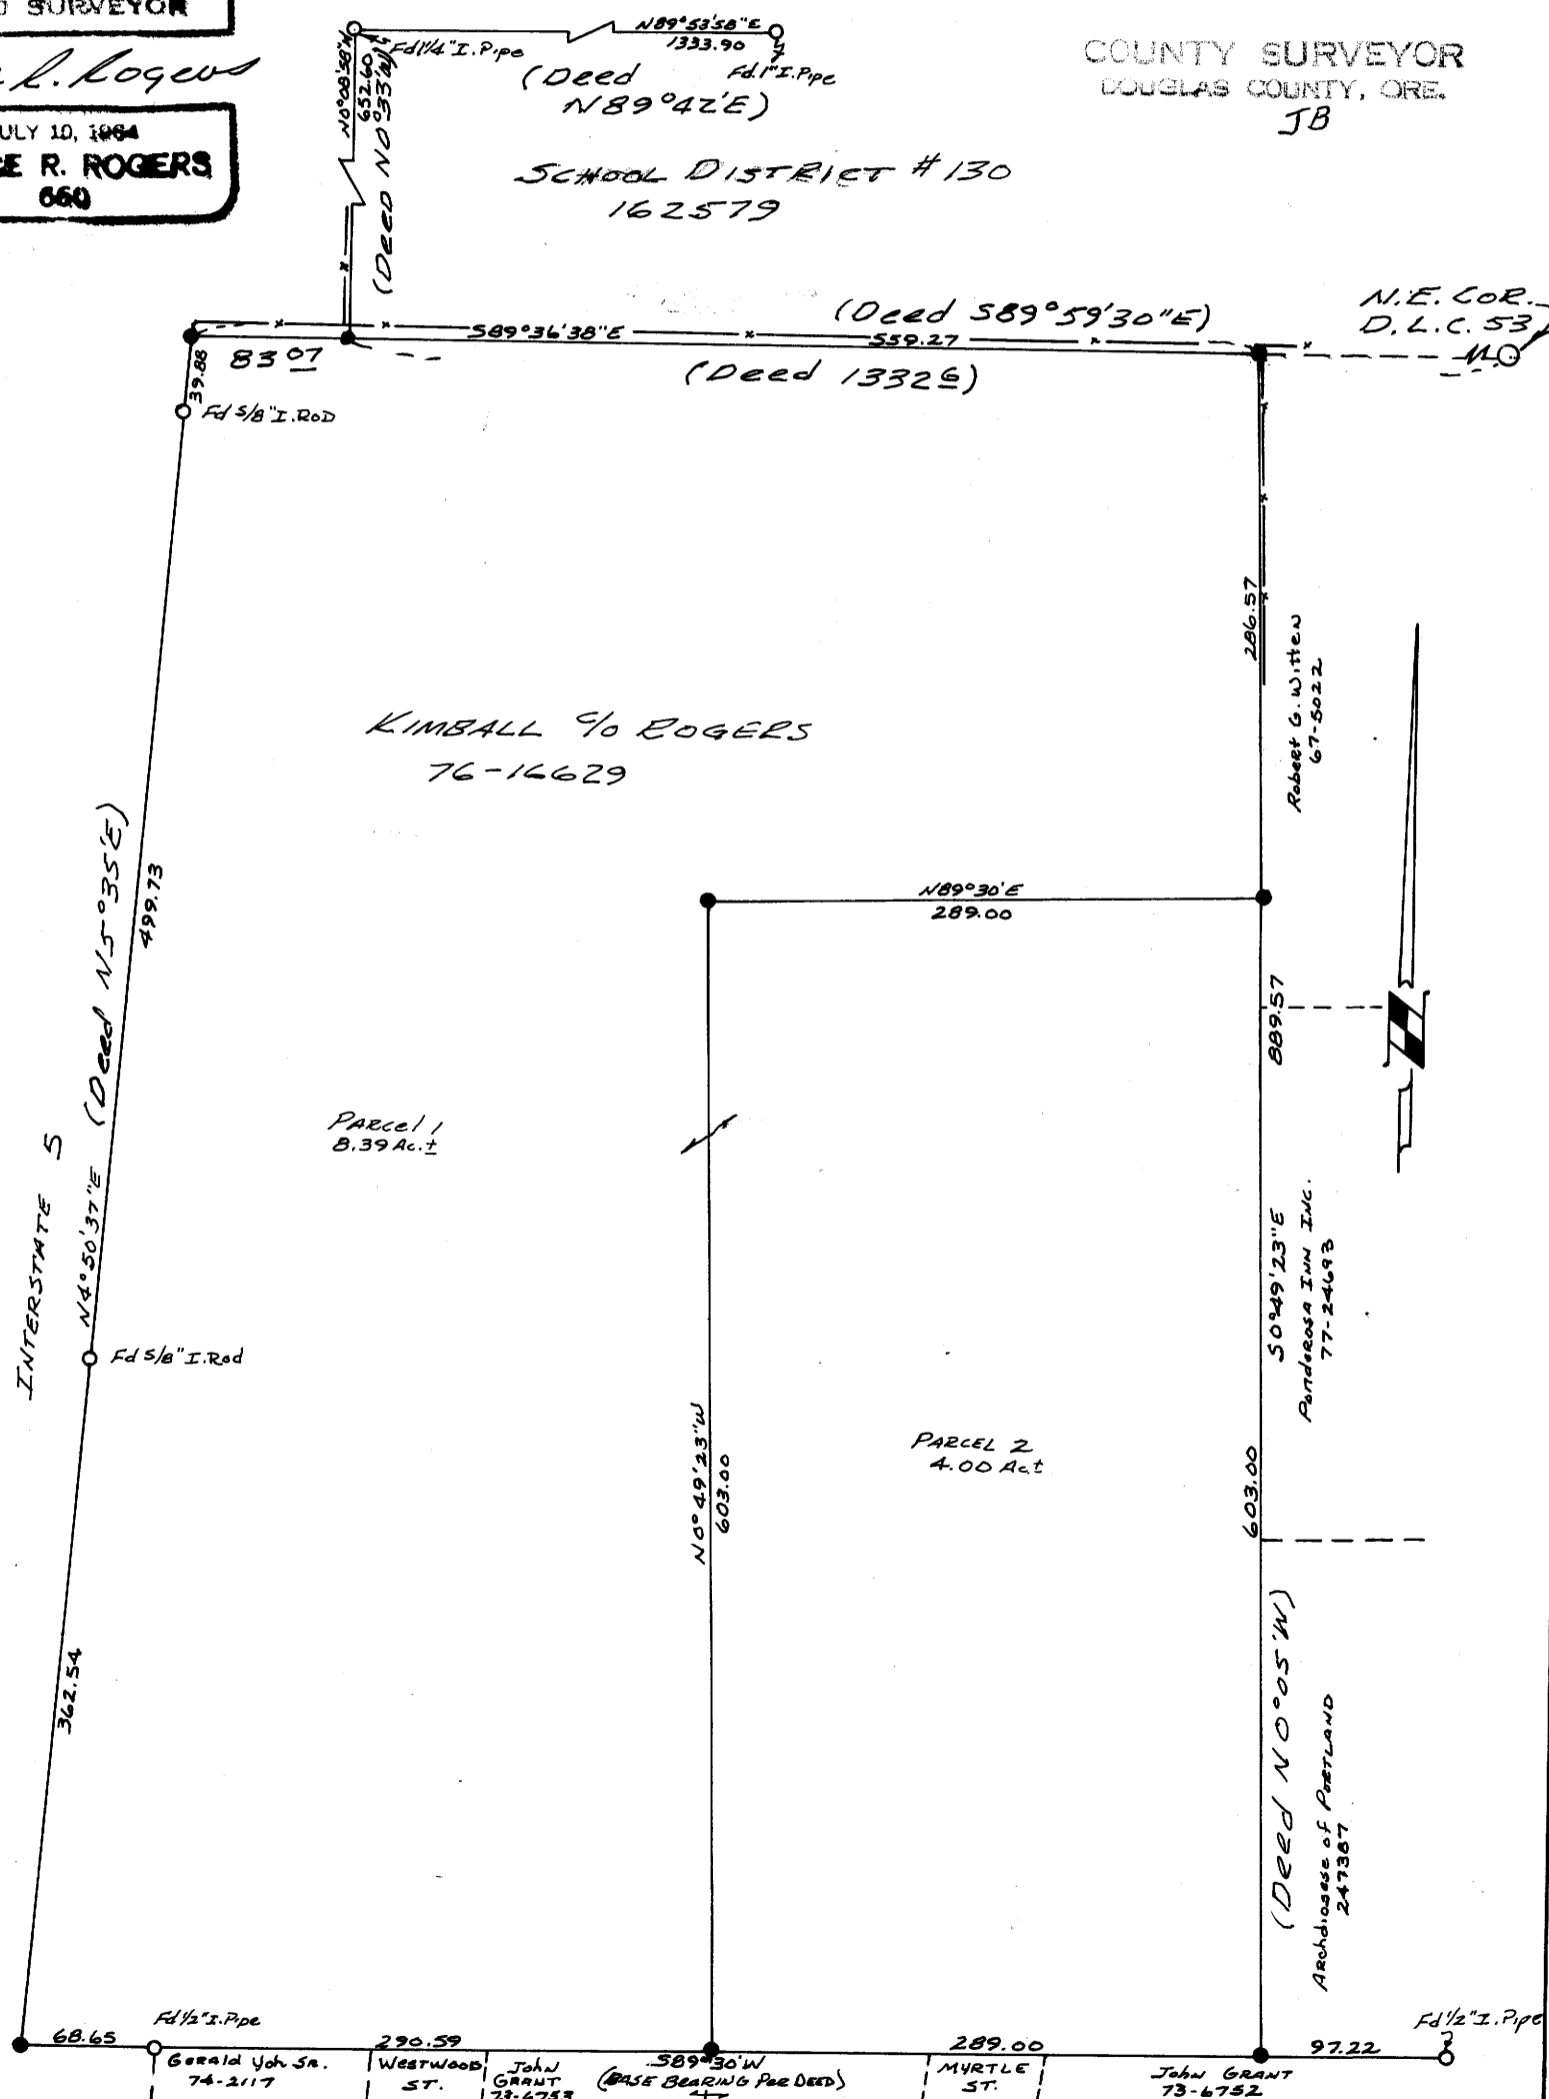 SURVEYOR
R. Rogers
JULY 10, 1964
R. ROGERS
660
COUNTY SURVEYOR
DOUGLAS COUNTY, ORE.
JB
N89°53'58"E
1333.90
Fd 1¼" I. Pipe
Fd. 1" I. Pipe
(Deed
N89°42'E)
N0°08'58"W
652.60
(Deed N0°33'W)
SCHOOL DISTRICT #130
162579
N.E. COR.
D.L.C. 53
(Deed S89°59'30"E)
S89°36'38"E
559.27
(Deed 1332 6)
83 07
39.88
Fd 5/8" I. ROD
286.57
Robert G. Witten
67-5022
KIMBALL c/o ROGERS
76-16629
N89°30'E
289.00
499.73
(Deed N5°35'E)
N4°50'37"E
INTERSTATE 5
889.57
Parcel 1
8.39 Ac.±
S0°49'23"E
Ponderosa Inn Inc.
77-24693
Fd 5/8" I. Rod
N0°49'23"W
603.00
PARCEL 2
4.00 Ac±
603.00
362.54
(Deed N0°05'W)
Archdiosese of PORTLAND
247387
Fd ½" I. Pipe
Fd ½" I. Pipe
68.65
290.59
289.00
97.22
Gerald Yoh Sr.
74-2117
WESTWOOD
ST.
John
GRANT
73-6753
S89°30'W
(BASE BEARING Per DEED)
MYRTLE
ST.
John GRANT
73-6752